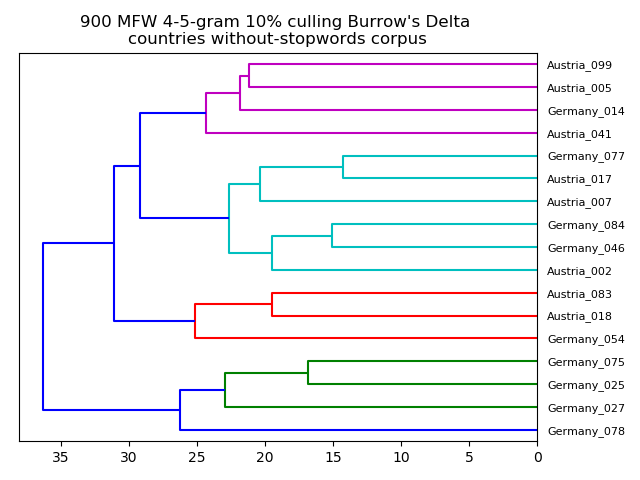 900 MFW 4-5-gram 10% culling Burrow's Delta
countries without-stopwords corpus
Austria_099
Austria_005
Germany_014
Austria_041
Germany_077
Austria_017
Austria_007
Germany_084
Germany_046
Austria_002
Austria_083
Austria_018
Germany_054
Germany_075
Germany_025
Germany_027
Germany_078
35 30 25 20 15 10 5 0